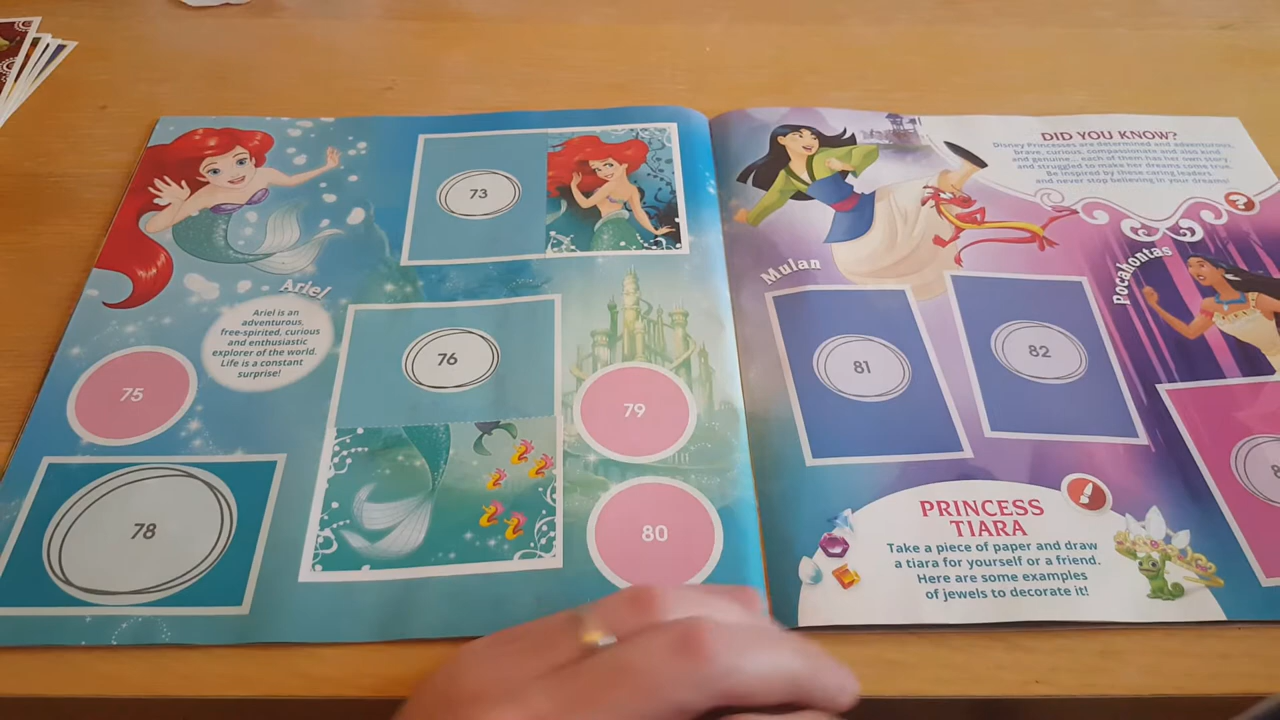 73
Ariel
Ariel is an
adventurous,
free-spirited, curious
and enthusiastic
explorer of the world.
Life is a constant
surprise!
75
76
78
79
80
DID YOU KNOW?
Disney Princesses are determined and adventurous,
brave, curious, compassionate and also kind
and genuine... each of them has her own story
and struggled to make her dreams come true.
Be inspired by these caring leaders
and never stop believing in your dreams!
?
Mulan
Pocahontas
81
82
PRINCESS
TIARA
Take a piece of paper and draw
a tiara for yourself or a friend.
Here are some examples
of jewels to decorate it!